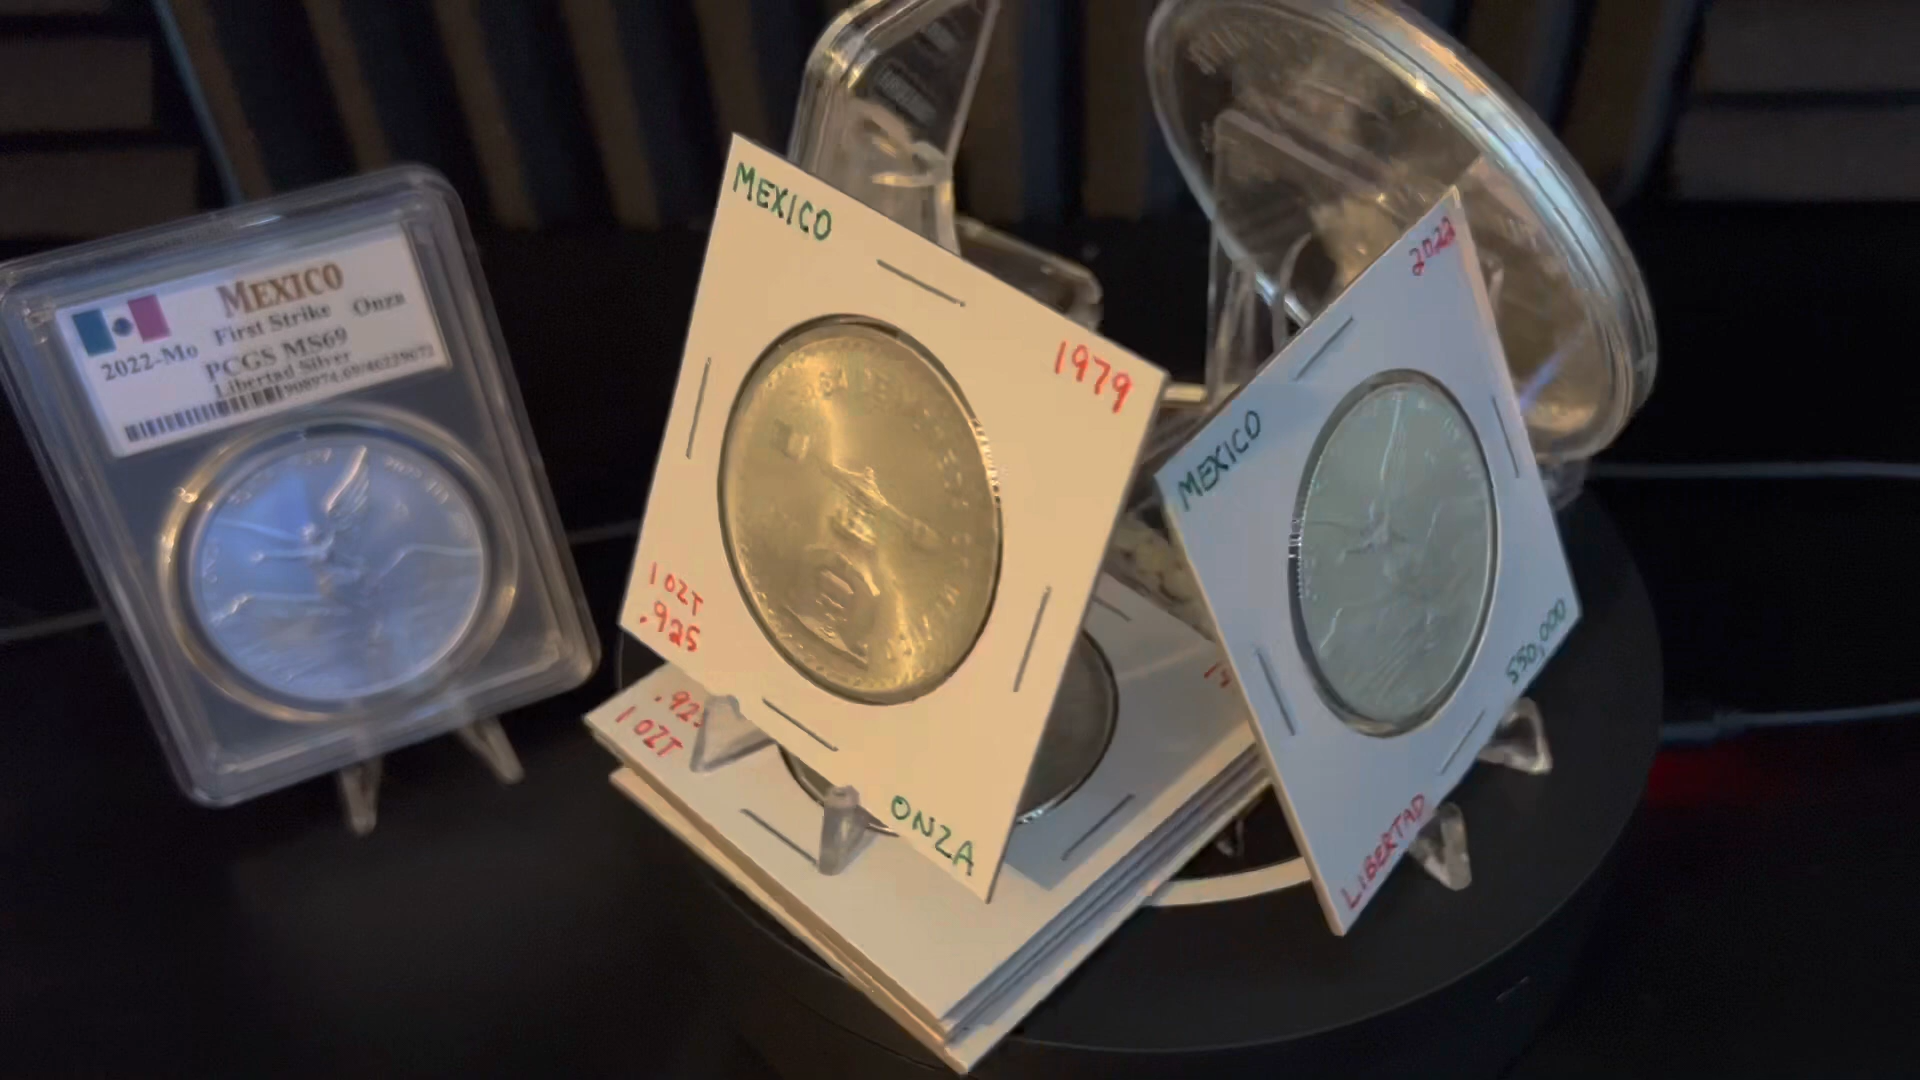 MEXICO
First Strike Onza
2022-Mo PCGS MS69
Libertad Silver
MEXICO
1979
1 OZT
.925
ONZA
1 OZT
2022
MEXICO
$50,000
LIBERTAD